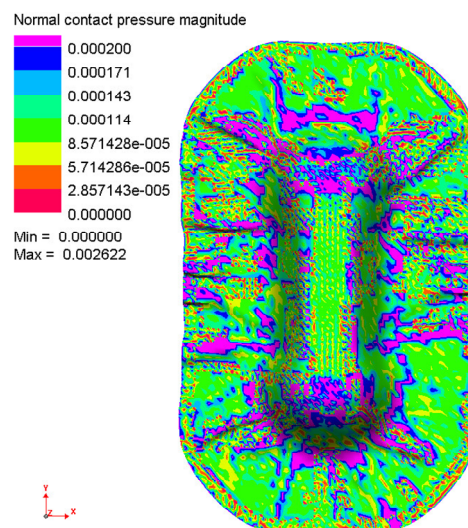 Normal contact pressure magnitude
0.000200
0.000171
0.000143
0.000114
8.571428e-005
5.714286e-005
2.857143e-005
0.000000
Min = 0.000000
Max = 0.002622
Y
Z X